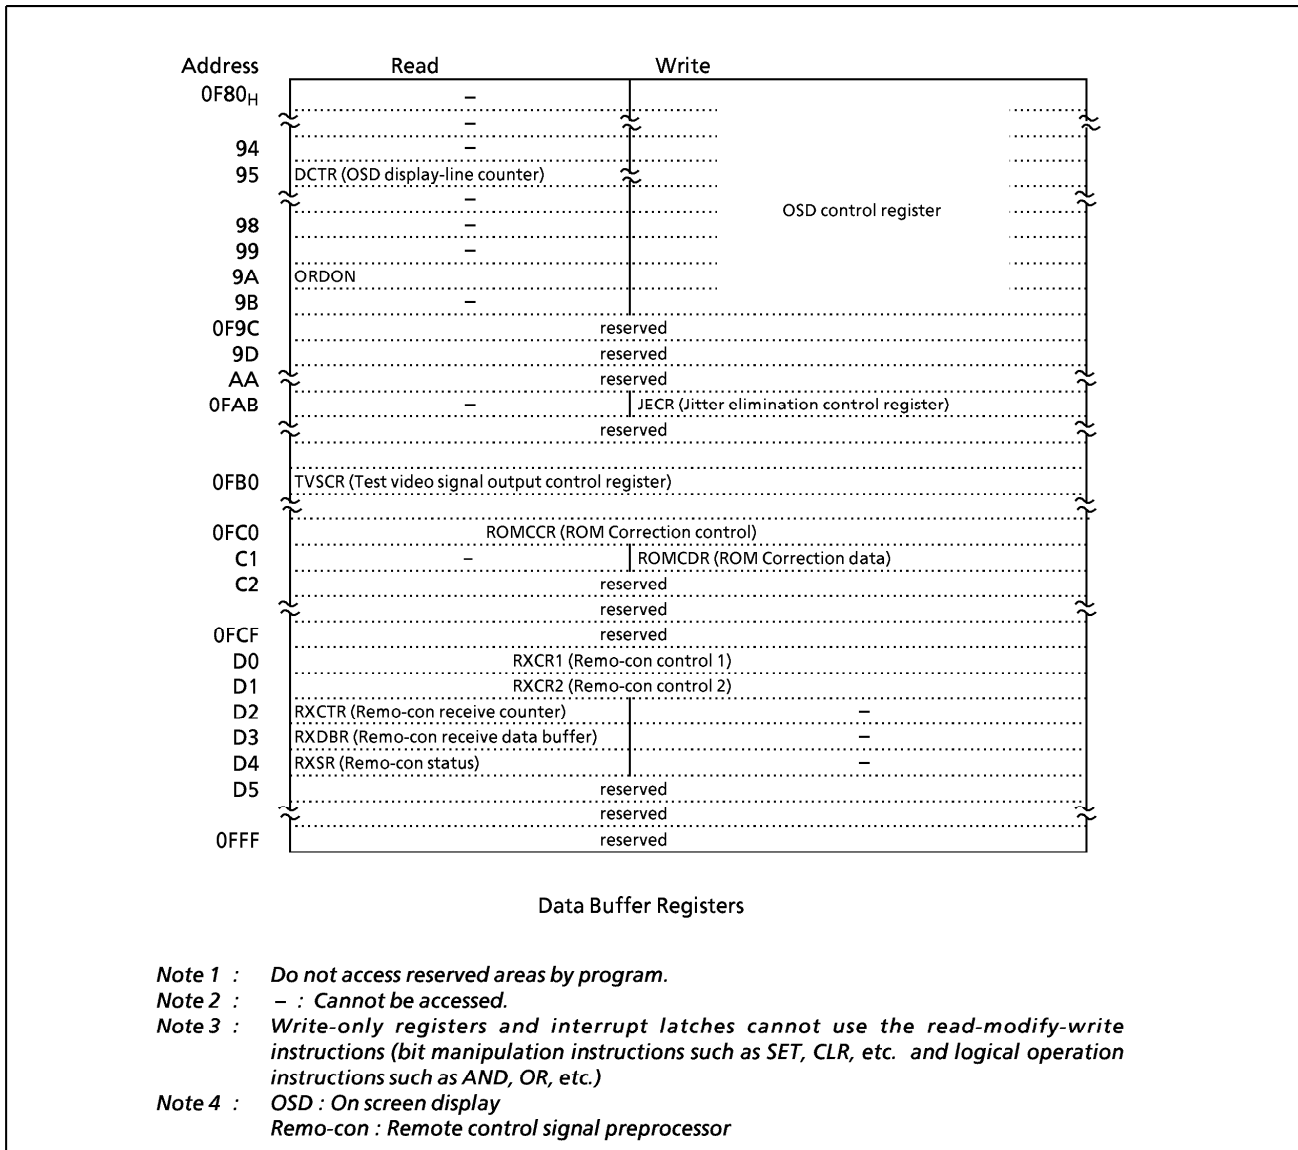 Address Read Write
0F80H –
–
94 –
95 DCTR (OSD display-line counter)
–
OSD control register
98 –
99 –
9A ORDON
9B –
0F9C reserved
9D reserved
AA reserved
0FAB – JECR (Jitter elimination control register)
reserved
0FB0 TVSCR (Test video signal output control register)
0FC0 ROMCCR (ROM Correction control)
C1 – ROMCDR (ROM Correction data)
C2 reserved
reserved
0FCF reserved
D0 RXCR1 (Remo-con control 1)
D1 RXCR2 (Remo-con control 2)
D2 RXCTR (Remo-con receive counter) –
D3 RXDBR (Remo-con receive data buffer) –
D4 RXSR (Remo-con status) –
D5 reserved
reserved
0FFF reserved
Data Buffer Registers
Note 1 : Do not access reserved areas by program.
Note 2 : – : Cannot be accessed.
Note 3 : Write-only registers and interrupt latches cannot use the read-modify-write
instructions (bit manipulation instructions such as SET, CLR, etc. and logical operation
instructions such as AND, OR, etc.)
Note 4 : OSD : On screen display
Remo-con : Remote control signal preprocessor